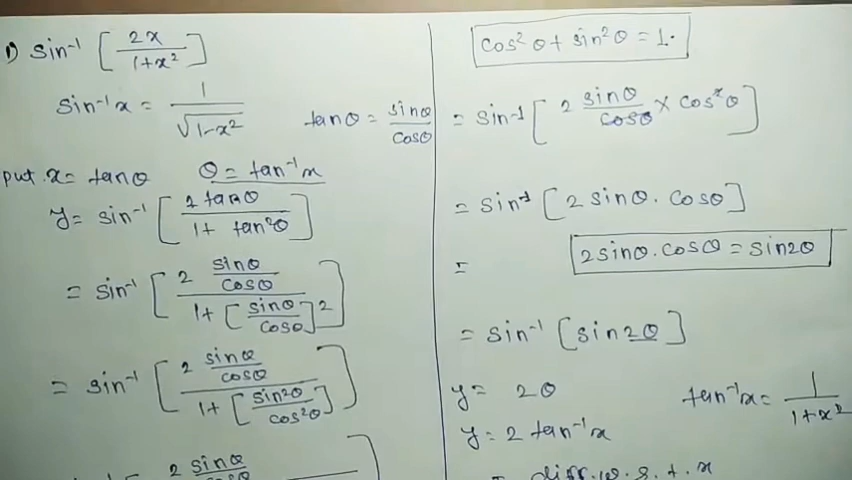 1) sin⁻¹ [ 2x / 1+x² ]
sin⁻¹x = 1 / √1-x²
tanθ = sinθ / cosθ
put x = tanθ θ = tan⁻¹x
y = sin⁻¹ [ 2 tanθ / 1 + tan²θ ]
= sin⁻¹ [ 2 sinθ/cosθ / 1 + [ sinθ/cosθ ]² ]
= sin⁻¹ [ 2 sinθ/cosθ / 1 + [ sin²θ/cos²θ ] ]
2 sinθ
cos²θ + sin²θ = 1.
= sin⁻¹ [ 2 sinθ/cosθ × cos²θ ]
= sin⁻¹ [ 2 sinθ . cosθ ]
= 2sinθ.cosθ = sin2θ
= sin⁻¹ [ sin2θ ]
y = 2θ tan⁻¹x = 1 / 1+x²
y = 2 tan⁻¹x
= diff.w.r.t.x